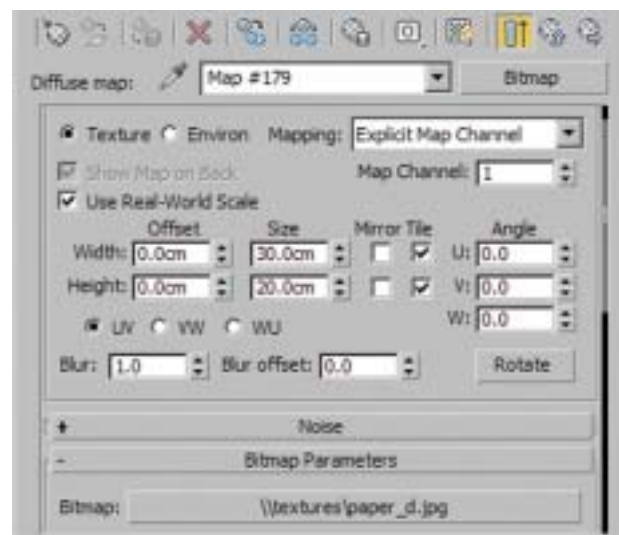 Diffuse map: Map #179 Bitmap
Texture Environ Mapping: Explicit Map Channel
Show Map on Back Map Channel: 1
Use Real-World Scale
Offset Size Mirror Tile Angle
Width: 0.0cm 30.0cm U: 0.0
Height: 0.0cm 20.0cm V: 0.0
UV VW WU W: 0.0
Blur: 1.0 Blur offset: 0.0 Rotate
+ Noise
- Bitmap Parameters
Bitmap: \\textures\paper_d.jpg